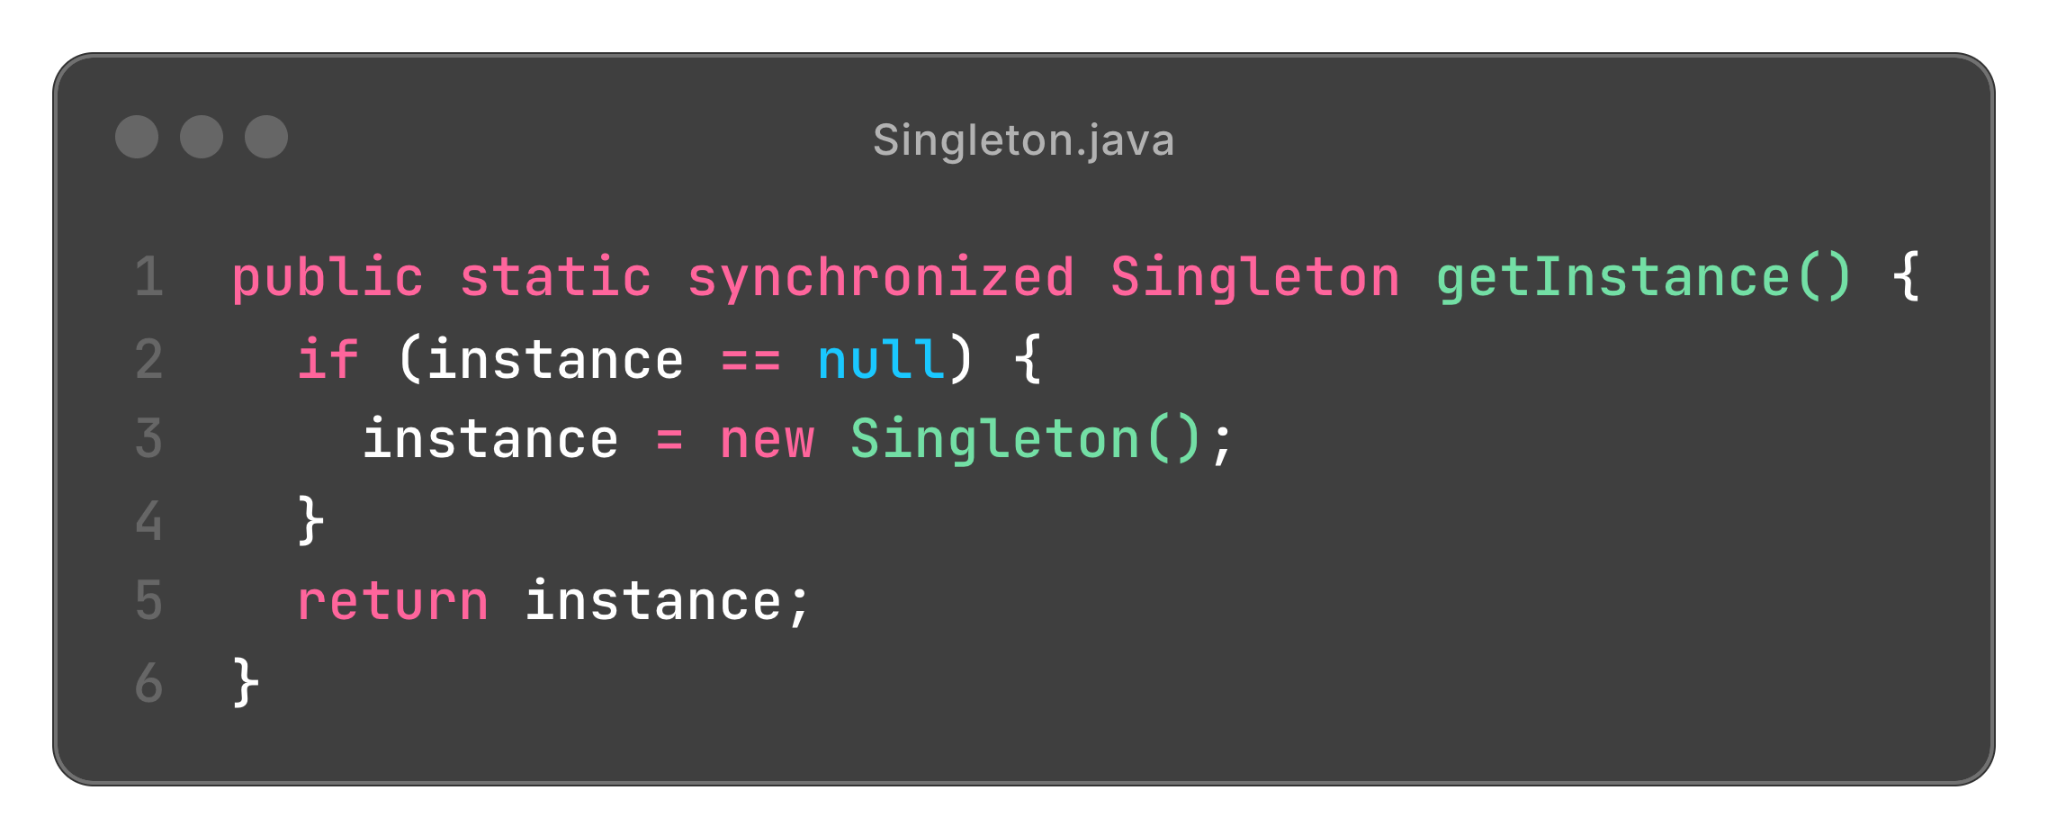 Singleton.java
1 public static synchronized Singleton getInstance() {
2   if (instance == null) {
3     instance = new Singleton();
4   }
5   return instance;
6 }